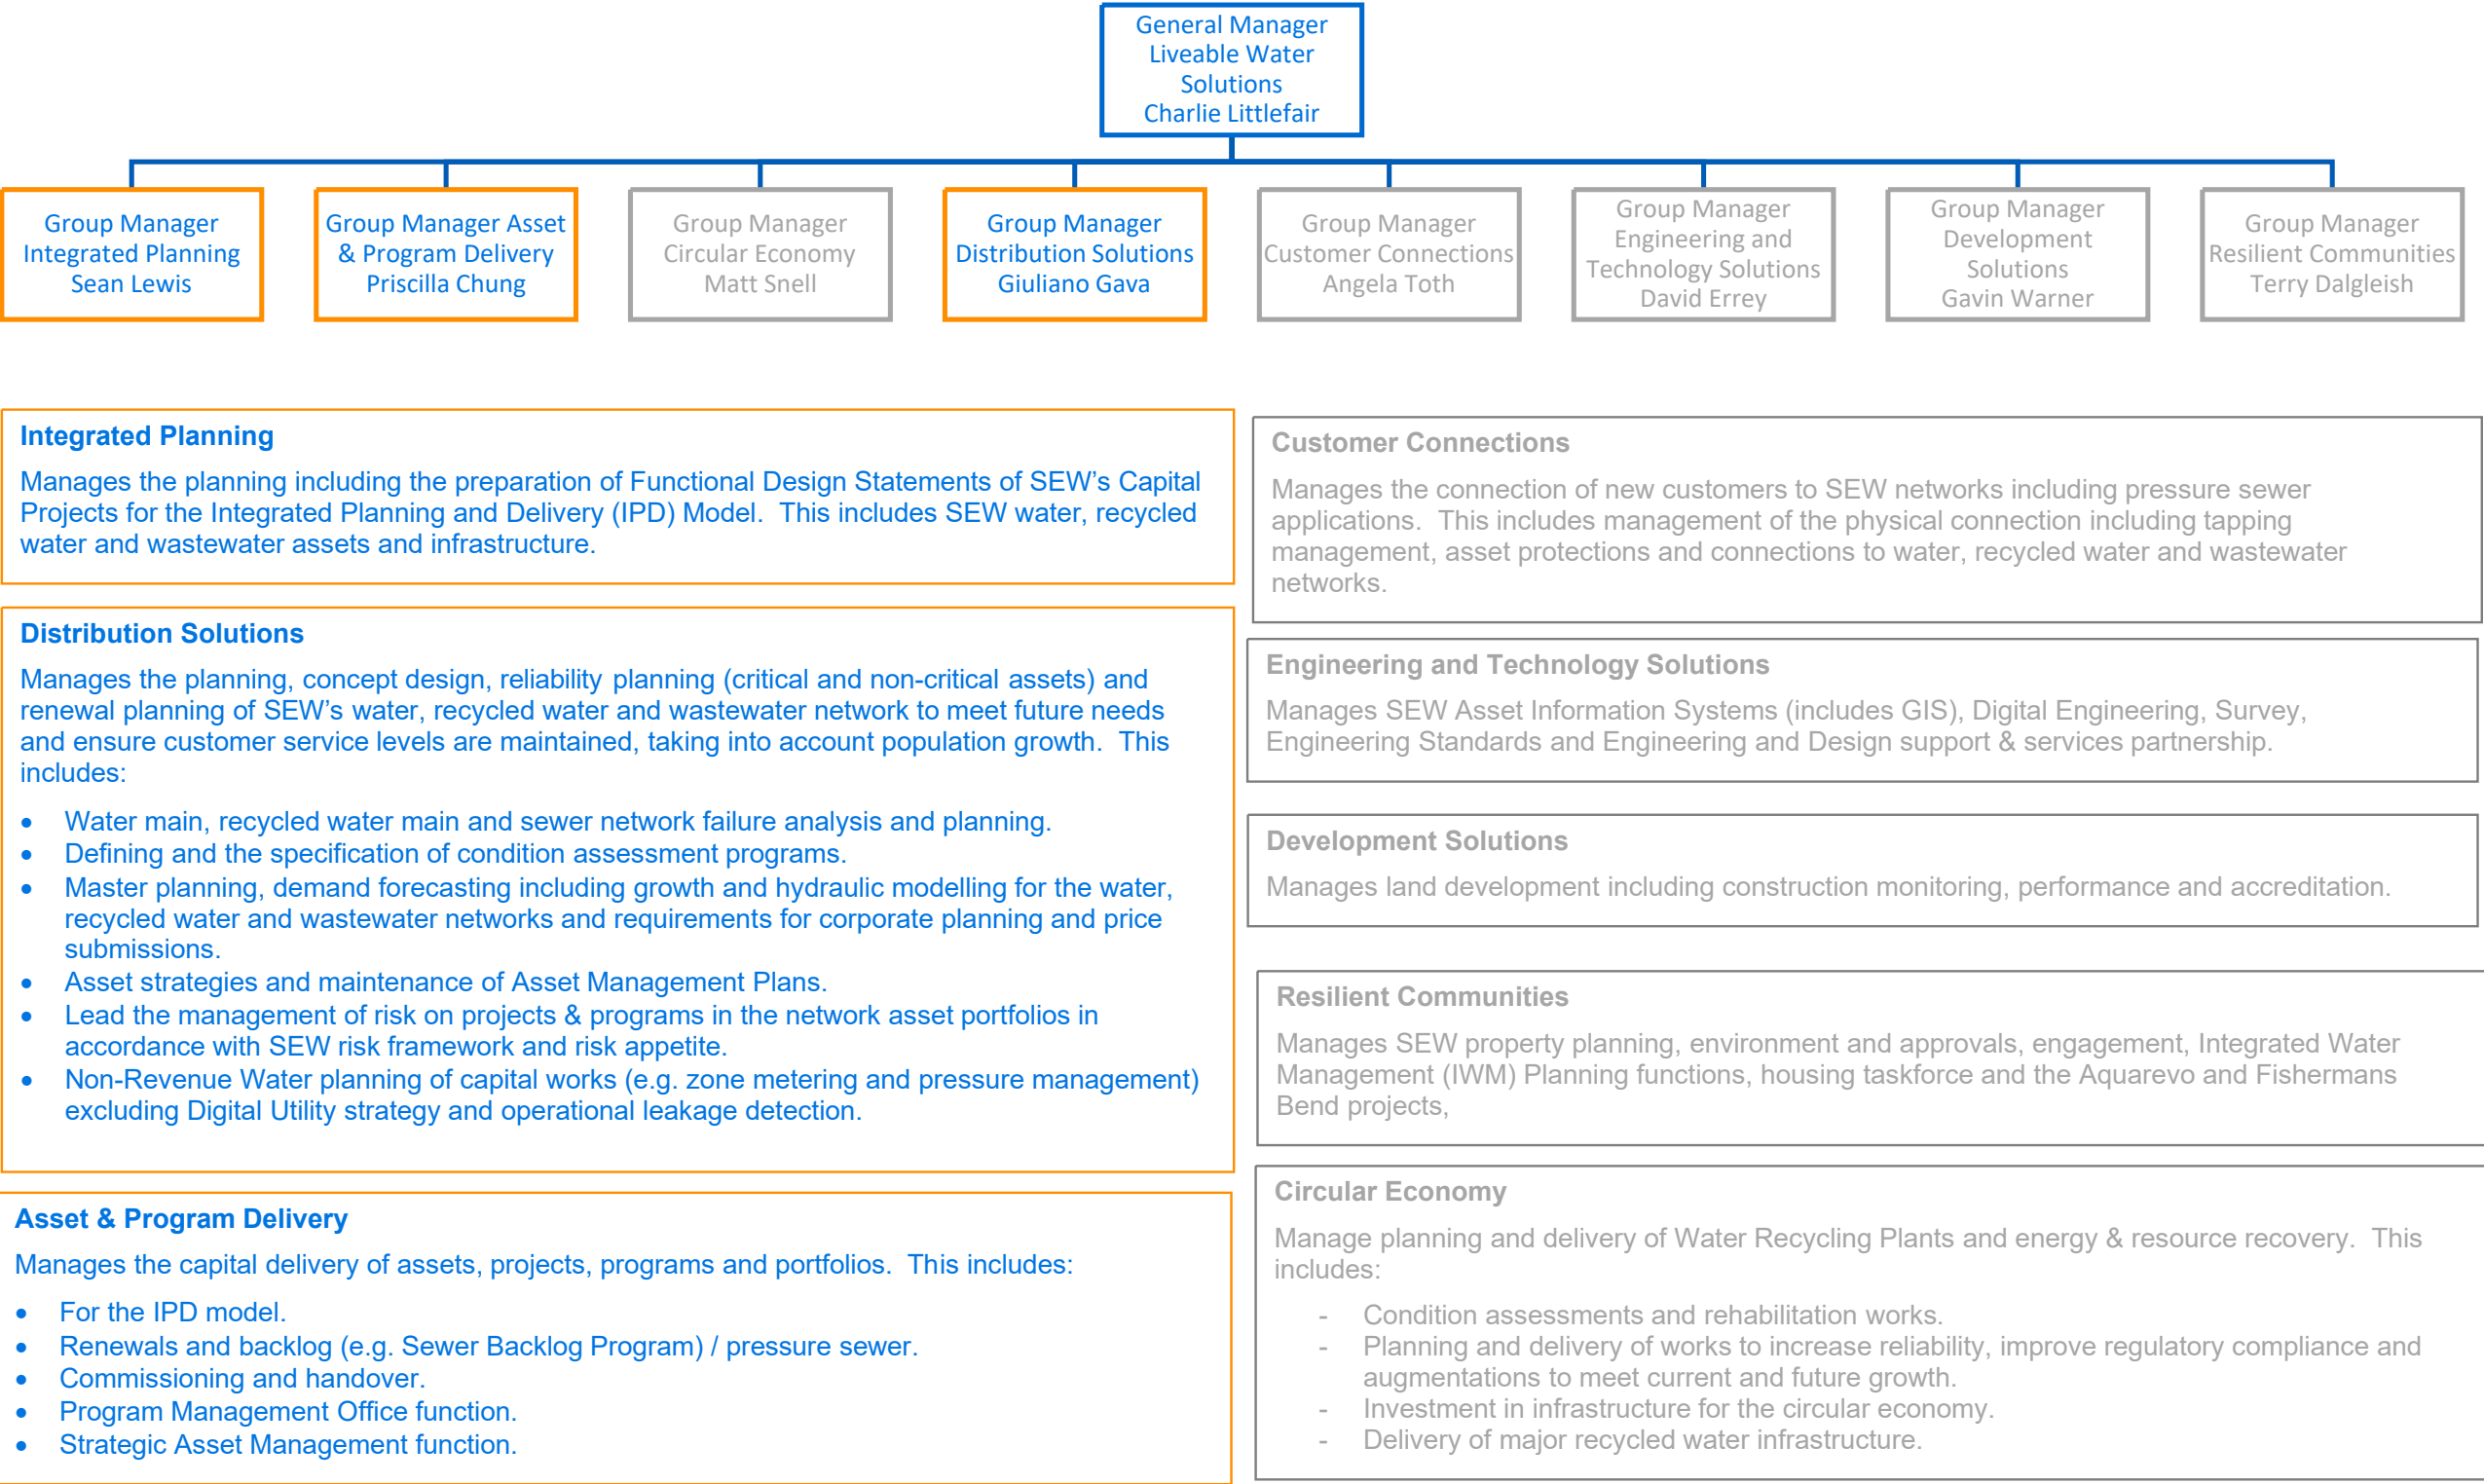 General Manager
Liveable Water
Solutions
Charlie Littlefair
Group Manager
Integrated Planning
Sean Lewis
Group Manager Asset
& Program Delivery
Priscilla Chung
Group Manager
Circular Economy
Matt Snell
Group Manager
Distribution Solutions
Giuliano Gava
Group Manager
Customer Connections
Angela Toth
Group Manager
Engineering and
Technology Solutions
David Errey
Group Manager
Development
Solutions
Gavin Warner
Group Manager
Resilient Communities
Terry Dalgleish
Integrated Planning
Manages the planning including the preparation of Functional Design Statements of SEW’s Capital
Projects for the Integrated Planning and Delivery (IPD) Model.  This includes SEW water, recycled
water and wastewater assets and infrastructure.
Distribution Solutions
Manages the planning, concept design, reliability planning (critical and non-critical assets) and
renewal planning of SEW’s water, recycled water and wastewater network to meet future needs
and ensure customer service levels are maintained, taking into account population growth.  This
includes:
• Water main, recycled water main and sewer network failure analysis and planning.
• Defining and the specification of condition assessment programs.
• Master planning, demand forecasting including growth and hydraulic modelling for the water,
recycled water and wastewater networks and requirements for corporate planning and price
submissions.
• Asset strategies and maintenance of Asset Management Plans.
• Lead the management of risk on projects & programs in the network asset portfolios in
accordance with SEW risk framework and risk appetite.
• Non-Revenue Water planning of capital works (e.g. zone metering and pressure management)
excluding Digital Utility strategy and operational leakage detection.
Asset & Program Delivery
Manages the capital delivery of assets, projects, programs and portfolios.  This includes:
• For the IPD model.
• Renewals and backlog (e.g. Sewer Backlog Program) / pressure sewer.
• Commissioning and handover.
• Program Management Office function.
• Strategic Asset Management function.
Customer Connections
Manages the connection of new customers to SEW networks including pressure sewer
applications.  This includes management of the physical connection including tapping
management, asset protections and connections to water, recycled water and wastewater
networks.
Engineering and Technology Solutions
Manages SEW Asset Information Systems (includes GIS), Digital Engineering, Survey,
Engineering Standards and Engineering and Design support & services partnership.
Development Solutions
Manages land development including construction monitoring, performance and accreditation.
Resilient Communities
Manages SEW property planning, environment and approvals, engagement, Integrated Water
Management (IWM) Planning functions, housing taskforce and the Aquarevo and Fishermans
Bend projects,
Circular Economy
Manage planning and delivery of Water Recycling Plants and energy & resource recovery.  This
includes:
- Condition assessments and rehabilitation works.
- Planning and delivery of works to increase reliability, improve regulatory compliance and
augmentations to meet current and future growth.
- Investment in infrastructure for the circular economy.
- Delivery of major recycled water infrastructure.